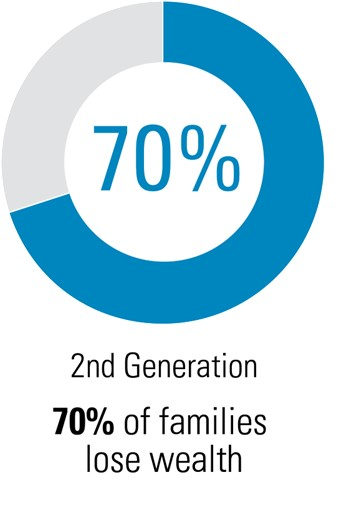 70%
2nd Generation
70% of families
lose wealth